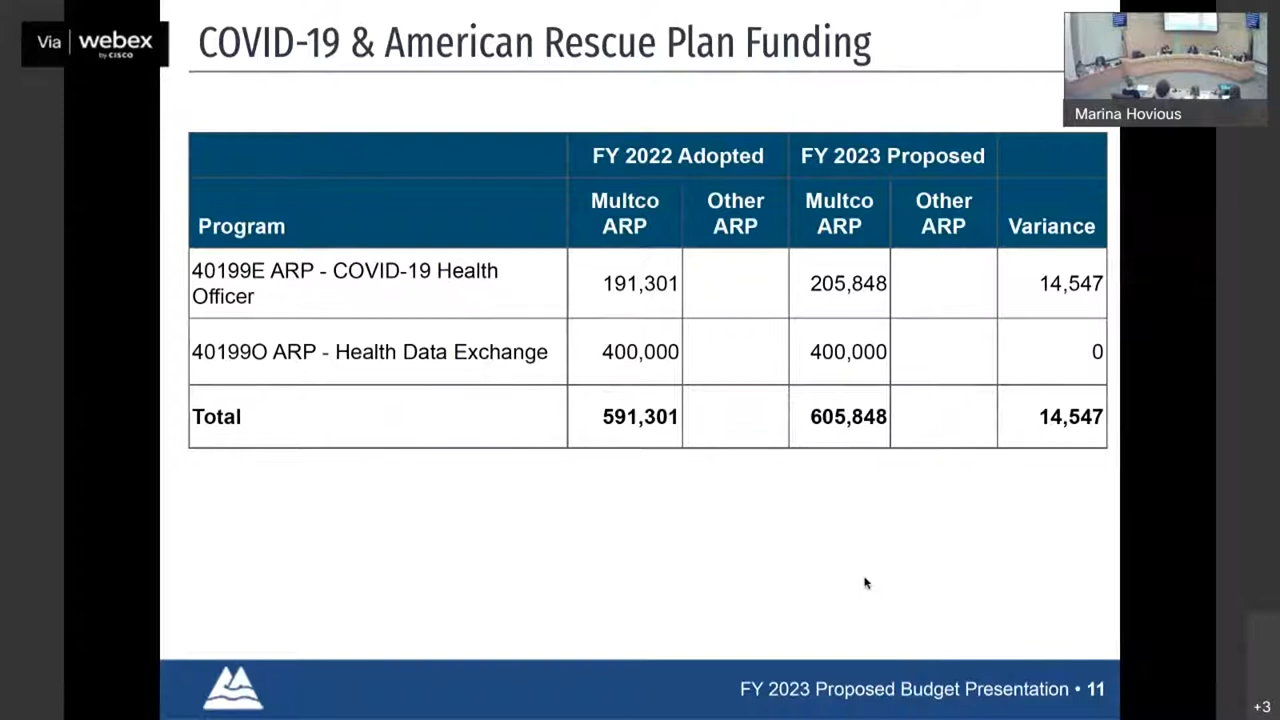 Via webex
by CISCO
COVID-19 & American Rescue Plan Funding
Marina Hovious
FY 2022 Adopted FY 2023 Proposed
Program Multco ARP Other ARP Multco ARP Other ARP Variance
40199E ARP - COVID-19 Health
Officer 191,301 205,848 14,547
40199O ARP - Health Data Exchange 400,000 400,000 0
Total 591,301 605,848 14,547
FY 2023 Proposed Budget Presentation • 11
+3